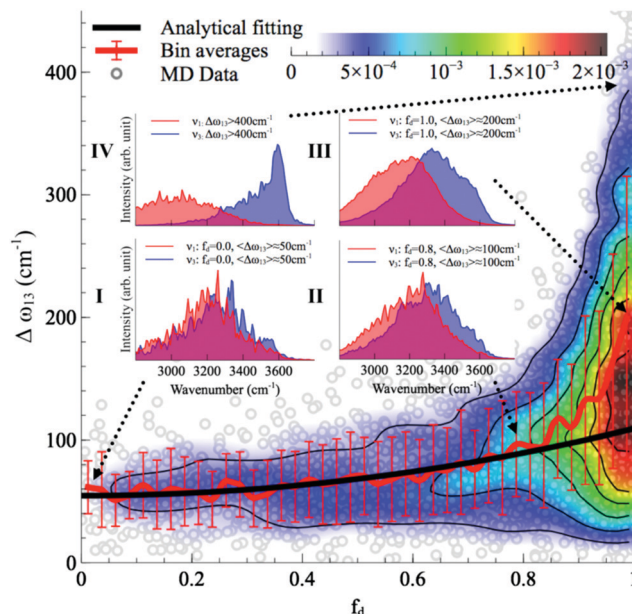 Analytical fitting
Bin averages
MD Data
0 5×10⁻⁴ 10⁻³ 1.5×10⁻³ 2×10⁻³
IV
Intensity (arb. unit)
ν₁: Δω₁₃>400cm⁻¹
ν₃: Δω₁₃>400cm⁻¹
III
ν₁: f_d=1.0, <Δω₁₃>≈200cm⁻¹
ν₃: f_d=1.0, <Δω₁₃>≈200cm⁻¹
I
Intensity (arb. unit)
ν₁: f_d=0.0, <Δω₁₃>≈50cm⁻¹
ν₃: f_d=0.0, <Δω₁₃>≈50cm⁻¹
3000 3200 3400 3600
Wavenumber (cm⁻¹)
II
ν₁: f_d=0.8, <Δω₁₃>≈100cm⁻¹
ν₃: f_d=0.8, <Δω₁₃>≈100cm⁻¹
3000 3200 3400 3600
Wavenumber (cm⁻¹)
Δ ω₁₃ (cm⁻¹)
400
300
200
100
0
0 0.2 0.4 0.6 0.8 1
f_d